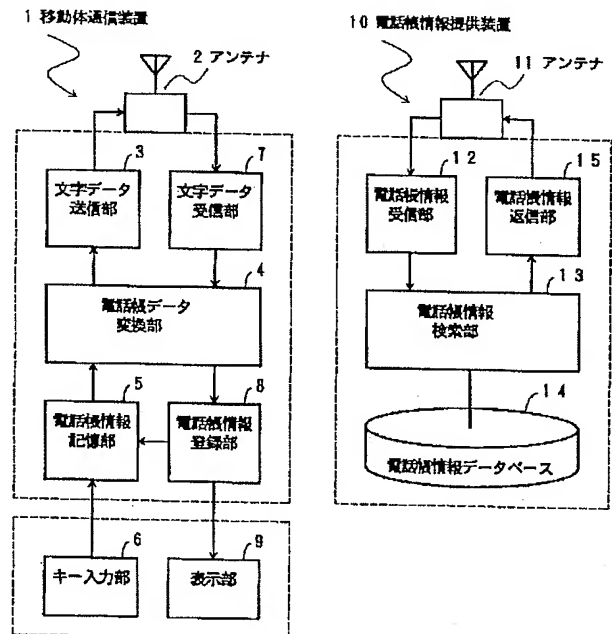 1 移動体通信装置
2 アンテナ
3
文字データ
送信部
7
文字データ
受信部
4
電話帳データ
変換部
5
電話帳情報
記憶部
8
電話帳情報
登録部
6
キー入力部
9
表示部
10 電話帳情報提供装置
11 アンテナ
12
電話帳情報
受信部
15
電話帳情報
返信部
13
電話帳情報
検索部
14
電話帳情報データベース